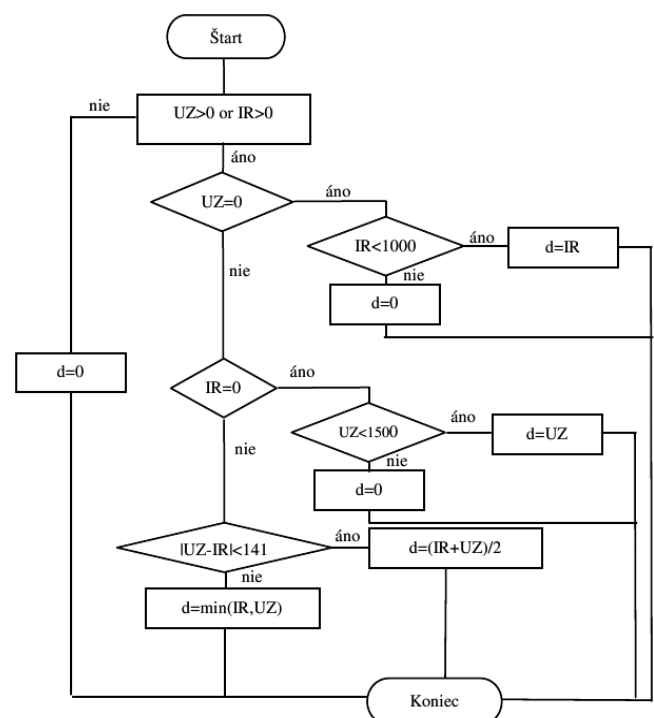 Štart
nie
UZ>0 or IR>0
áno
UZ=0
áno
IR<1000
áno
d=IR
nie
nie
d=0
d=0
IR=0
áno
UZ<1500
áno
d=UZ
nie
nie
d=0
|UZ-IR|<141
áno
d=(IR+UZ)/2
nie
d=min(IR,UZ)
Koniec